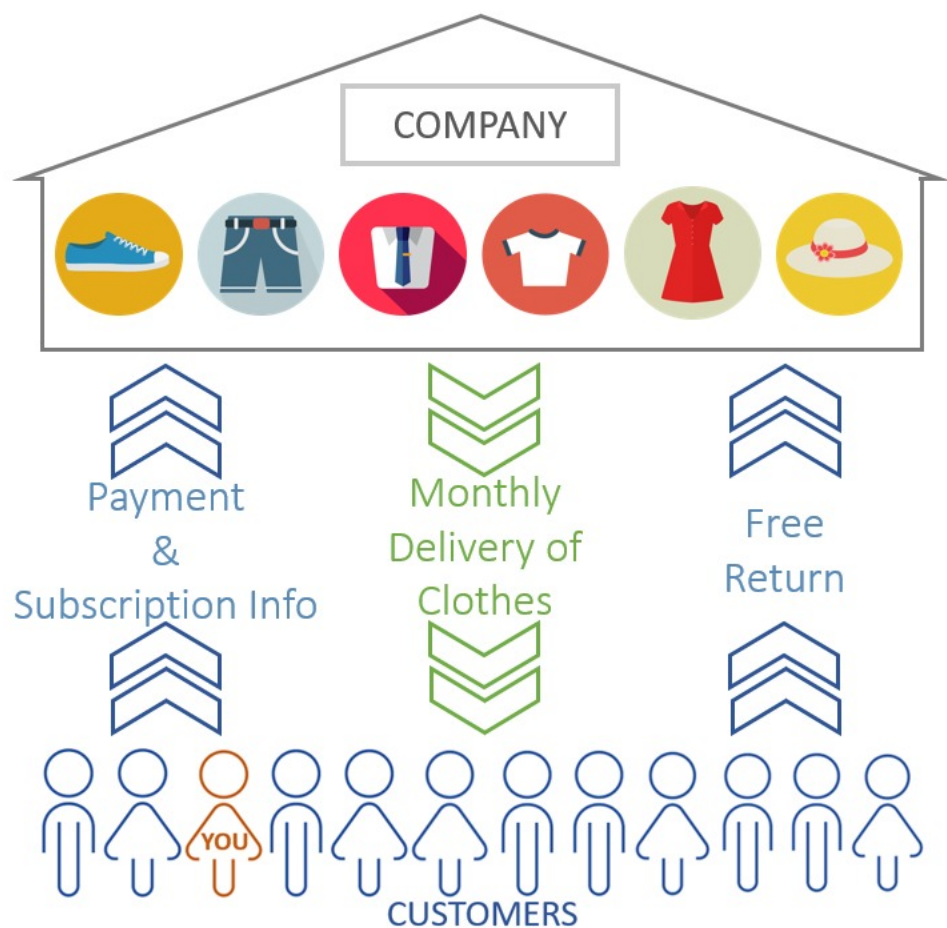 COMPANY
Payment
&
Subscription Info
Monthly
Delivery of
Clothes
Free
Return
YOU
CUSTOMERS